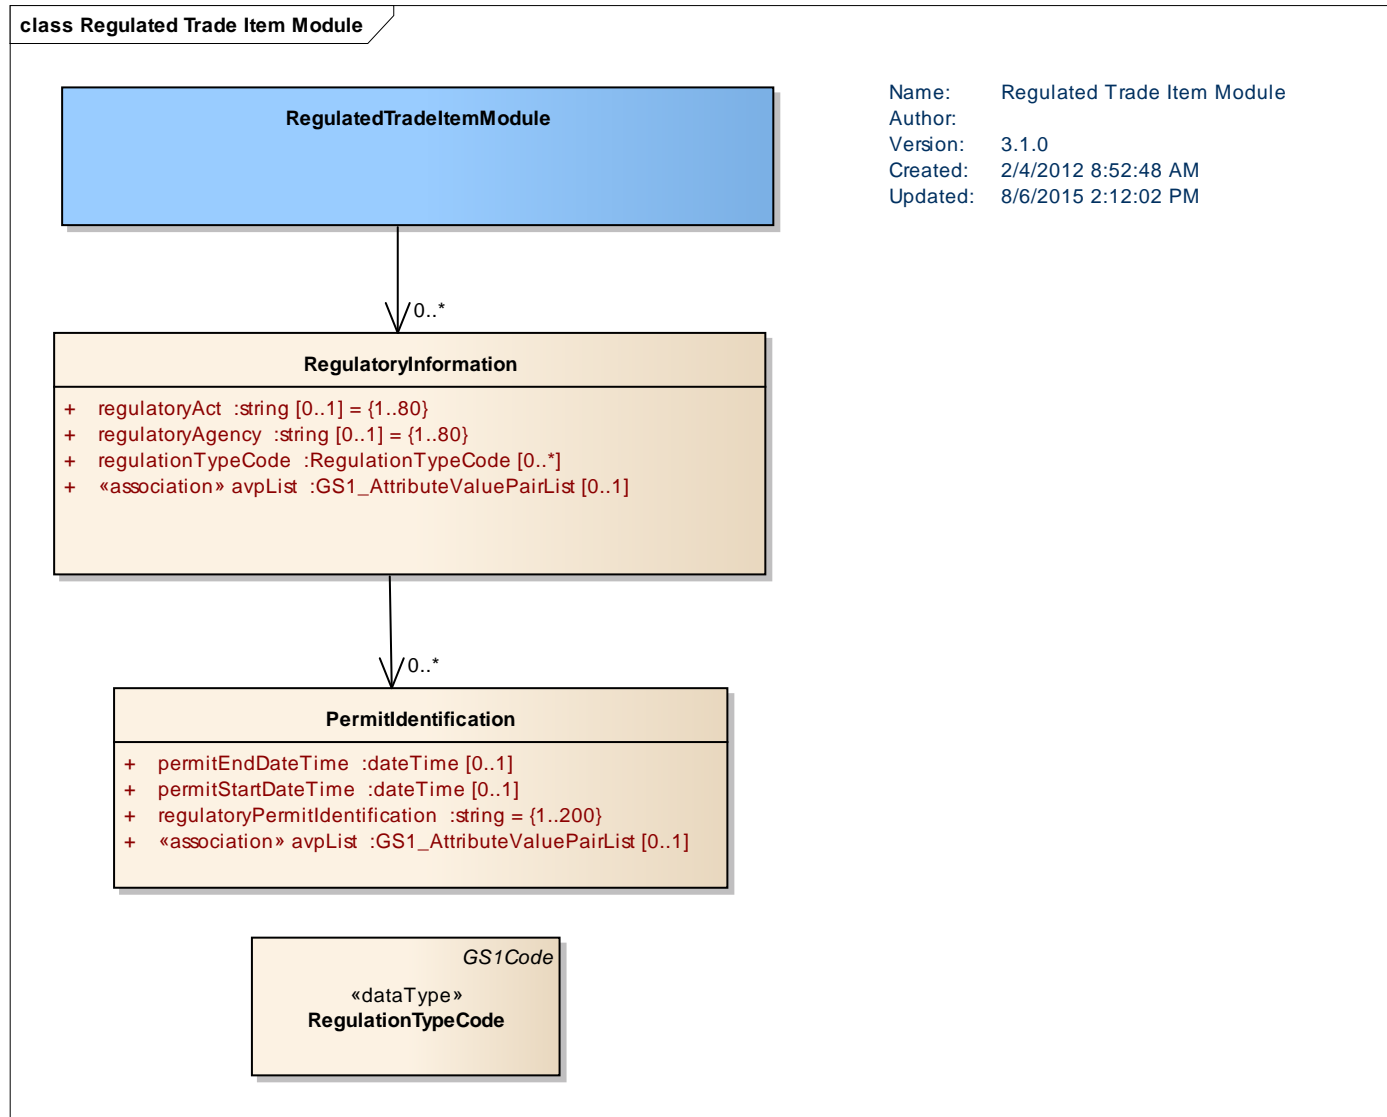 class Regulated Trade Item Module
RegulatedTradeItemModule
Name: Regulated Trade Item Module
Author:
Version: 3.1.0
Created: 2/4/2012 8:52:48 AM
Updated: 8/6/2015 2:12:02 PM
0..*
RegulatoryInformation
+ regulatoryAct :string [0..1] = {1..80}
+ regulatoryAgency :string [0..1] = {1..80}
+ regulationTypeCode :RegulationTypeCode [0..*]
+ «association» avpList :GS1_AttributeValuePairList [0..1]
0..*
PermitIdentification
+ permitEndDateTime :dateTime [0..1]
+ permitStartDateTime :dateTime [0..1]
+ regulatoryPermitIdentification :string = {1..200}
+ «association» avpList :GS1_AttributeValuePairList [0..1]
GS1Code
«dataType»
RegulationTypeCode